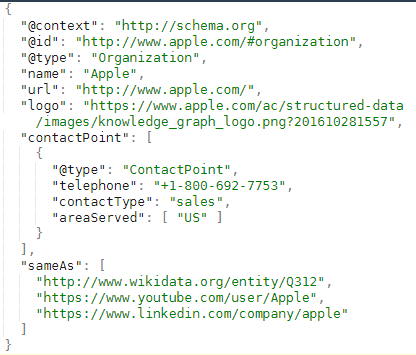 {
  "@context": "http://schema.org",
  "@id": "http://www.apple.com/#organization",
  "@type": "Organization",
  "name": "Apple",
  "url": "http://www.apple.com/",
  "logo": "https://www.apple.com/ac/structured-data
    /images/knowledge_graph_logo.png?201610281557",
  "contactPoint": [
    {
      "@type": "ContactPoint",
      "telephone": "+1-800-692-7753",
      "contactType": "sales",
      "areaServed": [ "US" ]
    }
  ],
  "sameAs": [
    "http://www.wikidata.org/entity/Q312",
    "https://www.youtube.com/user/Apple",
    "https://www.linkedin.com/company/apple"
  ]
}